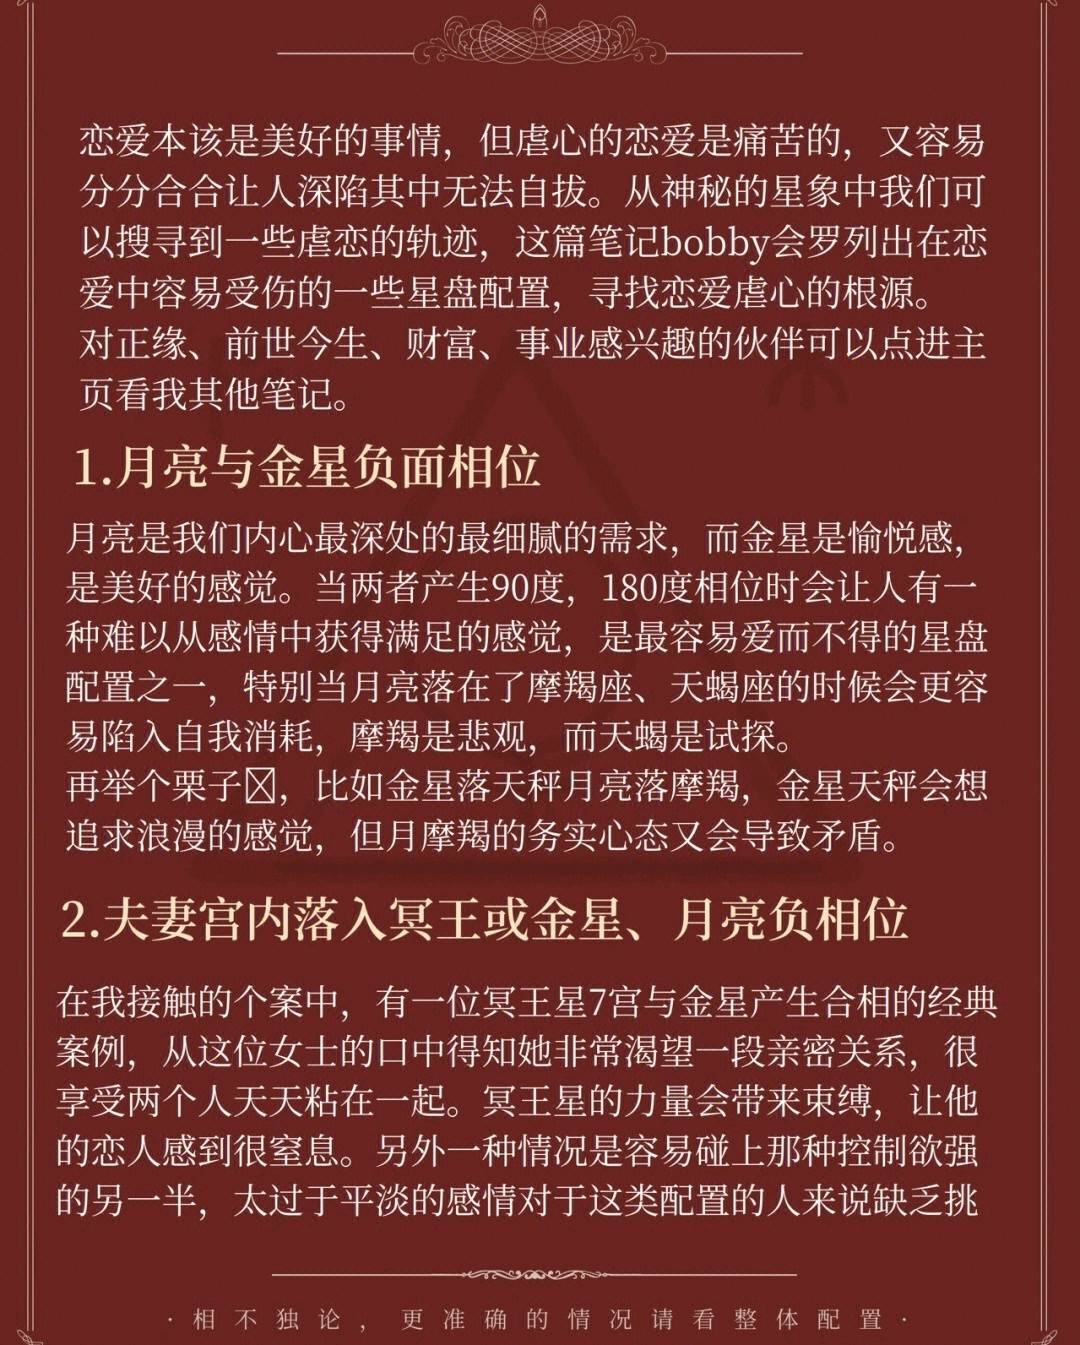 恋爱本该是美好的事情，但虐心的恋爱是痛苦的，又容易
分分合合让人深陷其中无法自拔。从神秘的星象中我们可
以搜寻到一些虐恋的轨迹，这篇笔记bobby会罗列出在恋
爱中容易受伤的一些星盘配置，寻找恋爱虐心的根源。
对正缘、前世今生、财富、事业感兴趣的伙伴可以点进主
页看我其他笔记。
1.月亮与金星负面相位
月亮是我们内心最深处的最细腻的需求，而金星是愉悦感，
是美好的感觉。当两者产生90度，180度相位时会让人有一
种难以从感情中获得满足的感觉，是最容易爱而不得的星盘
配置之一，特别当月亮落在了摩羯座、天蝎座的时候会更容
易陷入自我消耗，摩羯是悲观，而天蝎是试探。
再举个栗子，比如金星落天秤月亮落摩羯，金星天秤会想
追求浪漫的感觉，但月摩羯的务实心态又会导致矛盾。
2.夫妻宫内落入冥王或金星、月亮负相位
在我接触的个案中，有一位冥王星7宫与金星产生合相的经典
案例，从这位女士的口中得知她非常渴望一段亲密关系，很
享受两个人天天粘在一起。冥王星的力量会带来束缚，让他
的恋人感到很窒息。另外一种情况是容易碰上那种控制欲强
的另一半，太过于平淡的感情对于这类配置的人来说缺乏挑
·相不独论，更准确的情况请看整体配置·